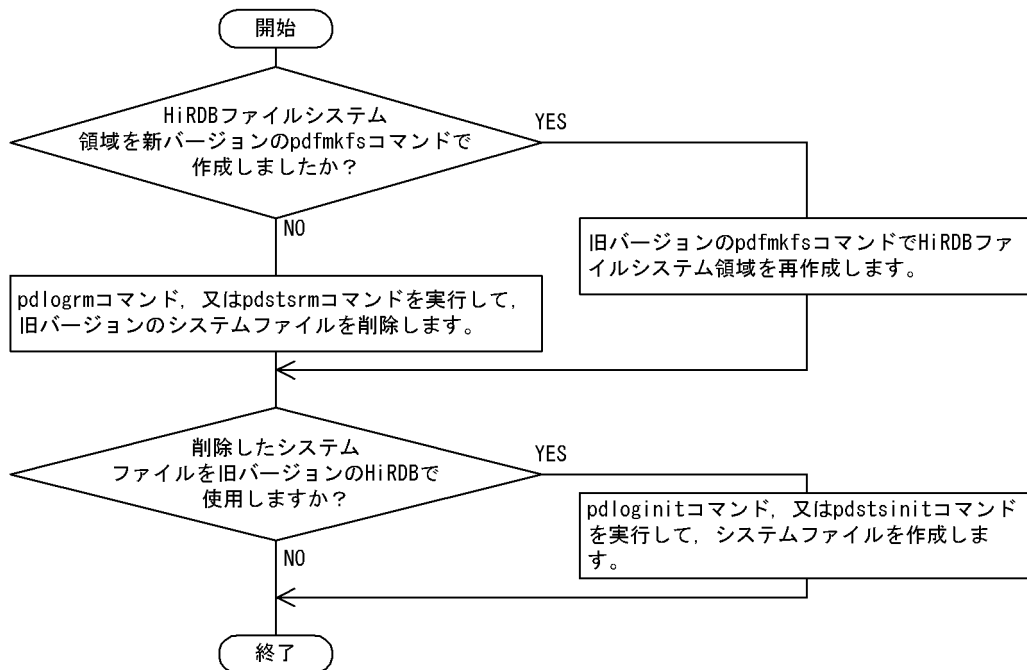 開始
HiRDBファイルシステム
領域を新バージョンのpdfmkfsコマンドで
作成しましたか?
YES
NO
旧バージョンのpdfmkfsコマンドでHiRDBファ
イルシステム領域を再作成します。
pdlogrmコマンド,又はpdstsrmコマンドを実行して,
旧バージョンのシステムファイルを削除します。
削除したシステム
ファイルを旧バージョンのHiRDBで
使用しますか?
YES
NO
pdloginitコマンド,又はpdstsinitコマンド
を実行して,システムファイルを作成しま
す。
終了